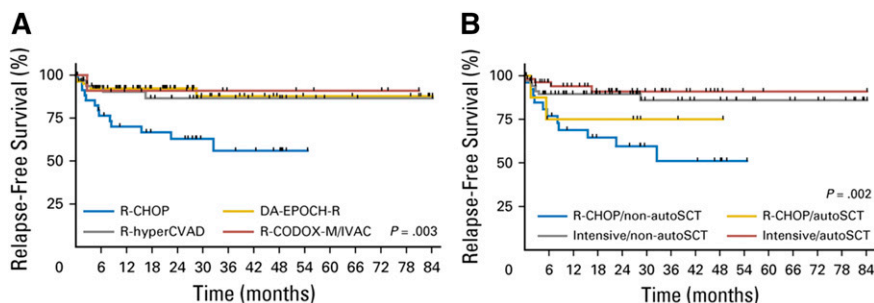 A
Relapse-Free Survival (%)
100
75
50
25
R-CHOP
DA-EPOCH-R
R-hyperCVAD
R-CODOX-M/IVAC
P = .003
0 6 12 18 24 30 36 42 48 54 60 66 72 78 84
Time (months)
B
Relapse-Free Survival (%)
100
75
50
25
P = .002
R-CHOP/non-autoSCT
R-CHOP/autoSCT
Intensive/non-autoSCT
Intensive/autoSCT
0 6 12 18 24 30 36 42 48 54 60 66 72 78 84
Time (months)